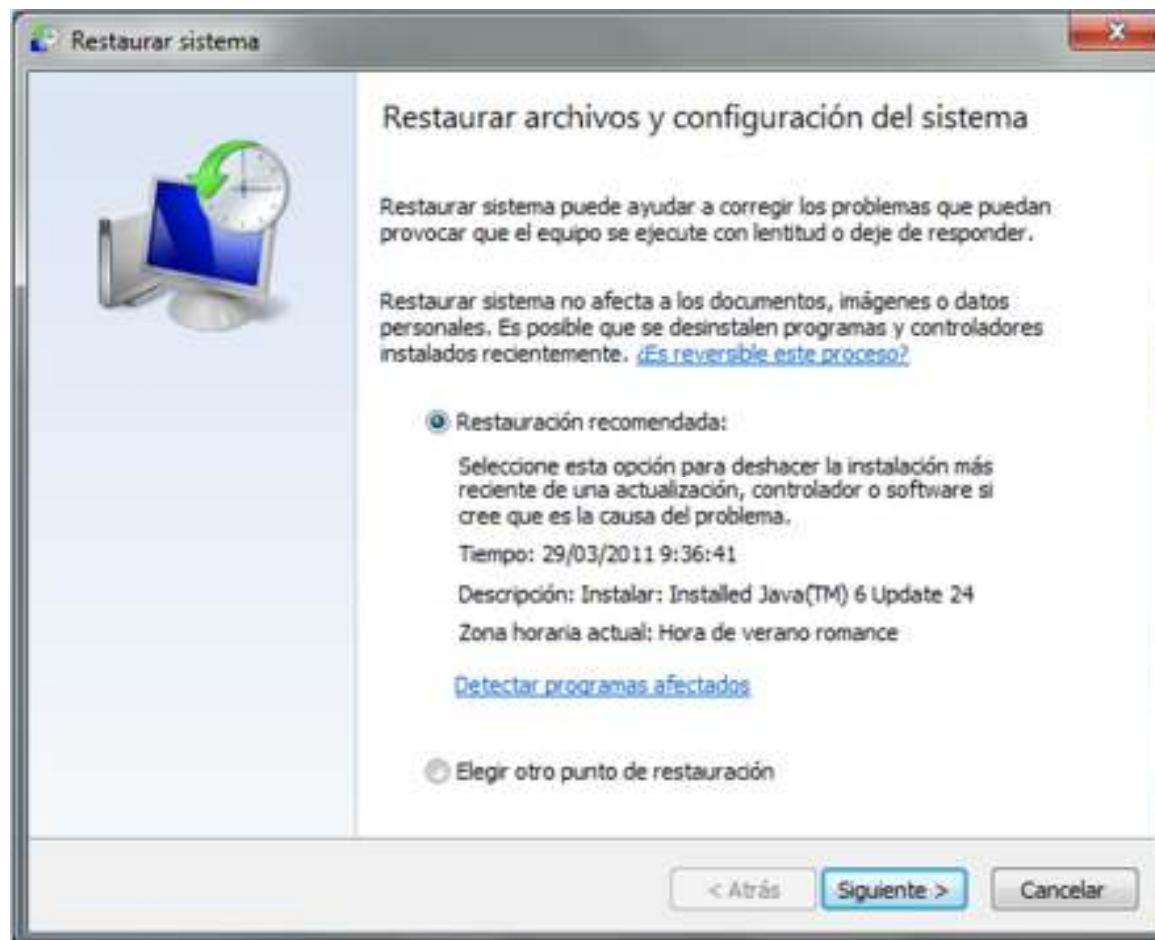 Restaurar sistema
Restaurar archivos y configuración del sistema
Restaurar sistema puede ayudar a corregir los problemas que puedan
provocar que el equipo se ejecute con lentitud o deje de responder.
Restaurar sistema no afecta a los documentos, imágenes o datos
personales. Es posible que se desinstalen programas y controladores
instalados recientemente. ¿Es reversible este proceso?
Restauración recomendada:
Seleccione esta opción para deshacer la instalación más
reciente de una actualización, controlador o software si
cree que es la causa del problema.
Tiempo: 29/03/2011 9:36:41
Descripción: Instalar: Installed Java(TM) 6 Update 24
Zona horaria actual: Hora de verano romance
Detectar programas afectados
Elegir otro punto de restauración
< Atrás Siguiente > Cancelar